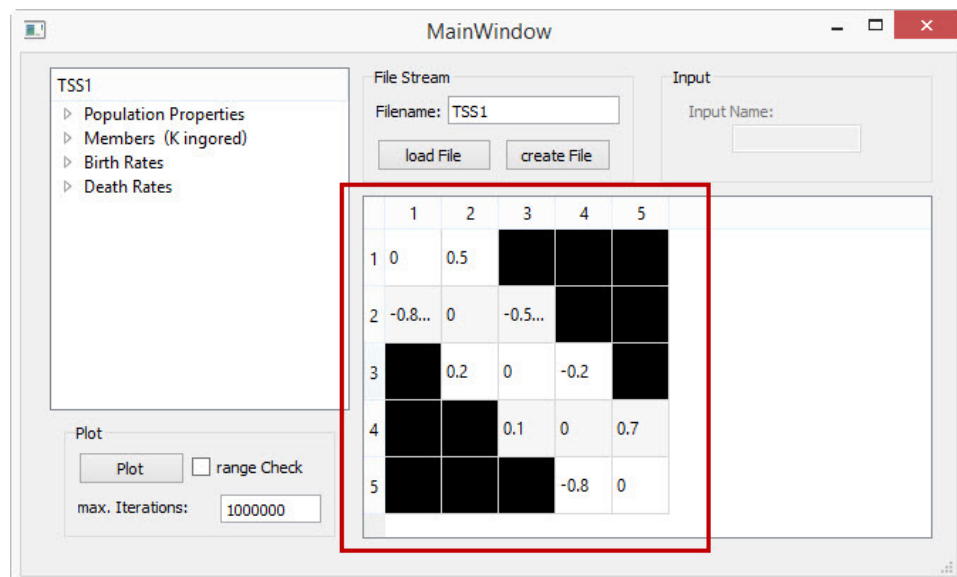 MainWindow
TSS1
Population Properties
Members (K ingored)
Birth Rates
Death Rates
File Stream
Filename: TSS1
load File create File
Input
Input Name:
1 2 3 4 5
1 0 0.5
2 -0.8... 0 -0.5...
3 0.2 0 -0.2
4 0.1 0 0.7
5 -0.8 0
Plot
Plot range Check
max. Iterations: 1000000